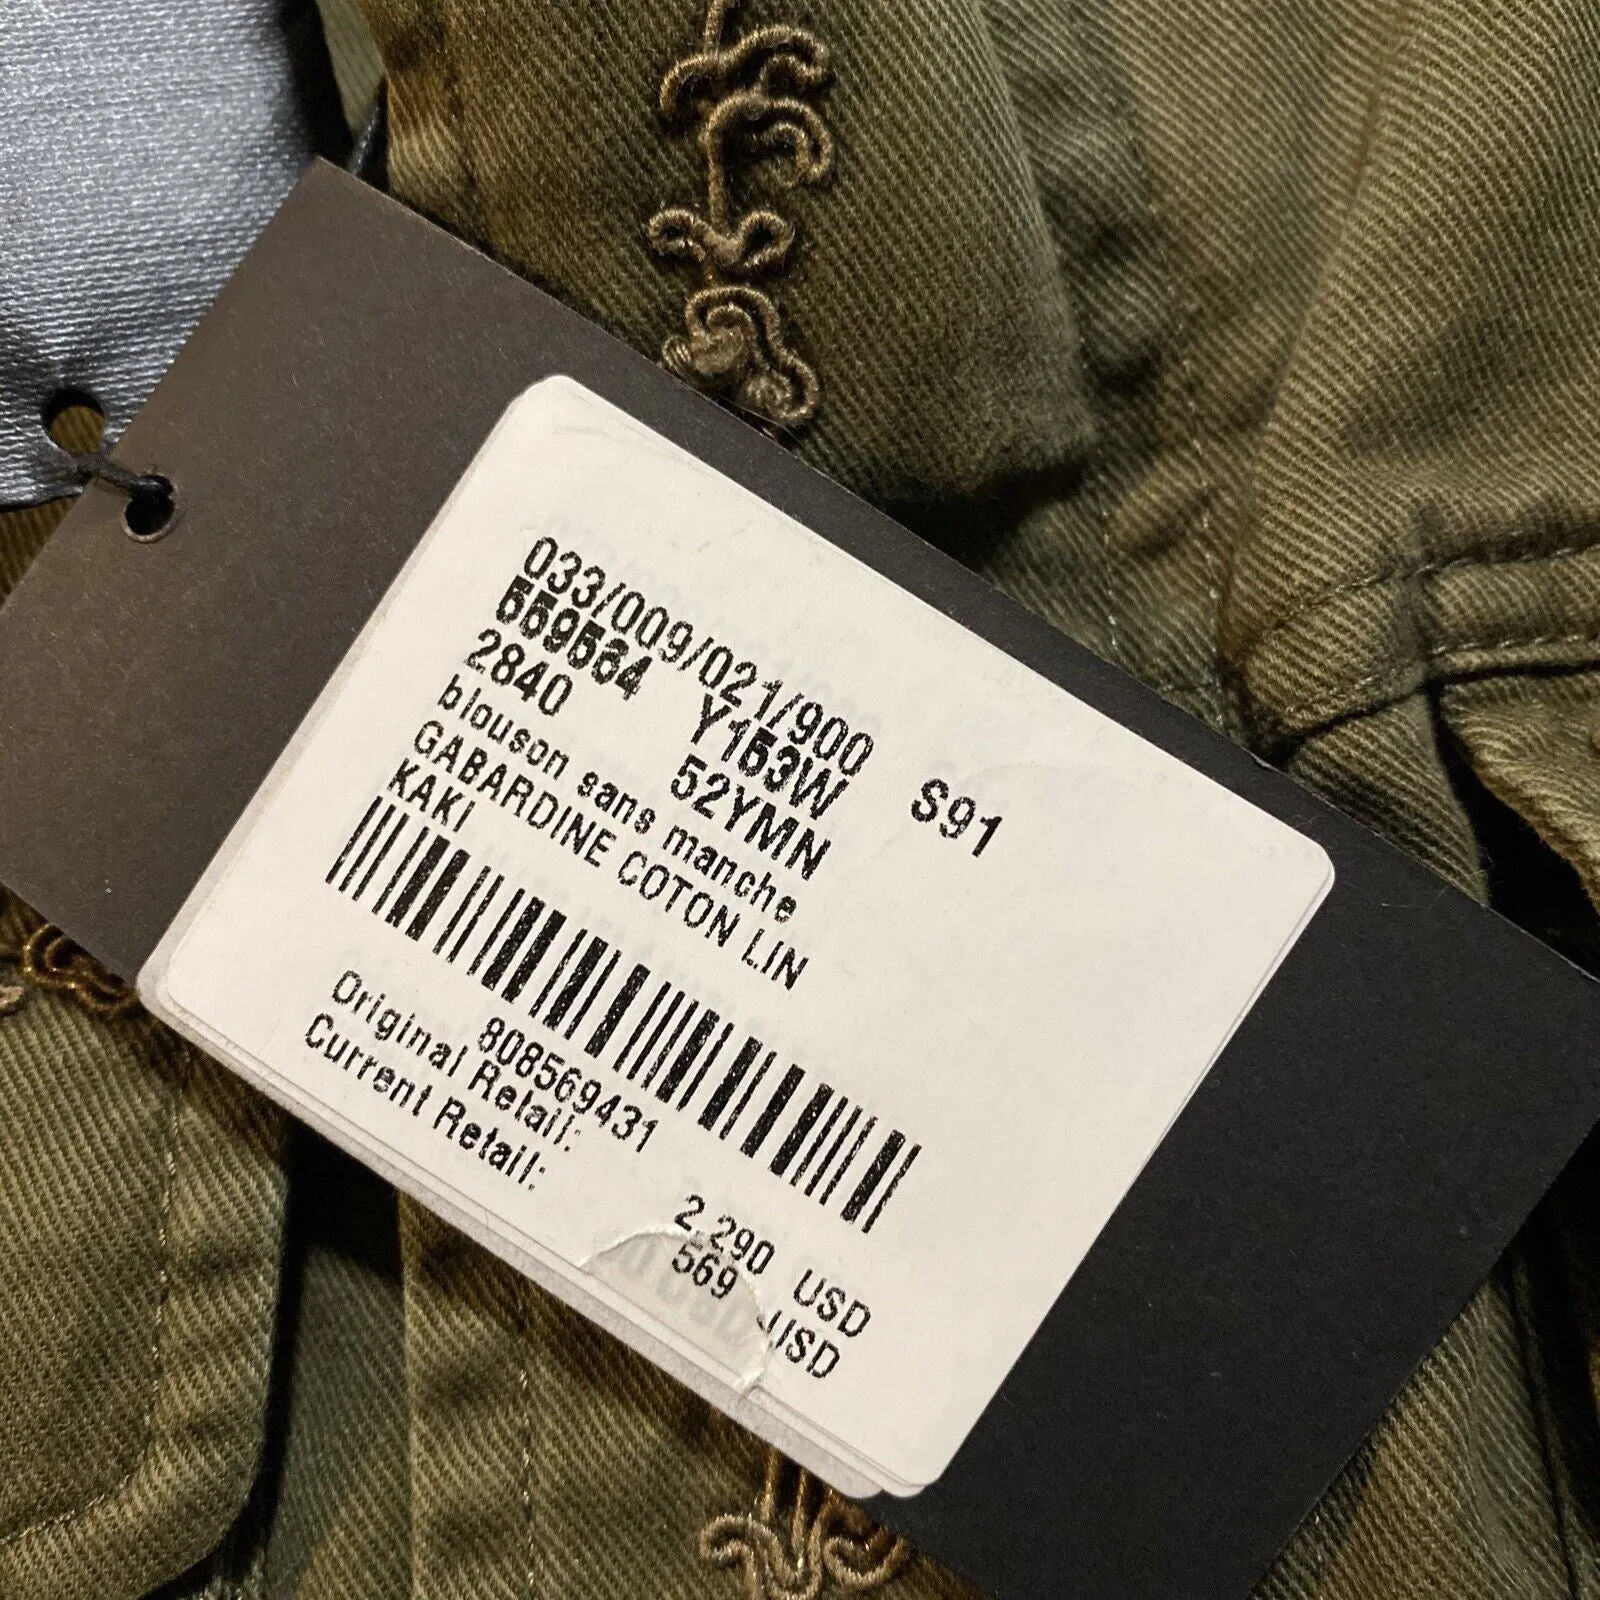 033/009/021/900 S91
559564 Y153W
2840 52YMN
blouson sans manche
GABARDINE COTON LIN
KAKI
808569431
Original Retail: 2,290 USD
Current Retail: 569 USD